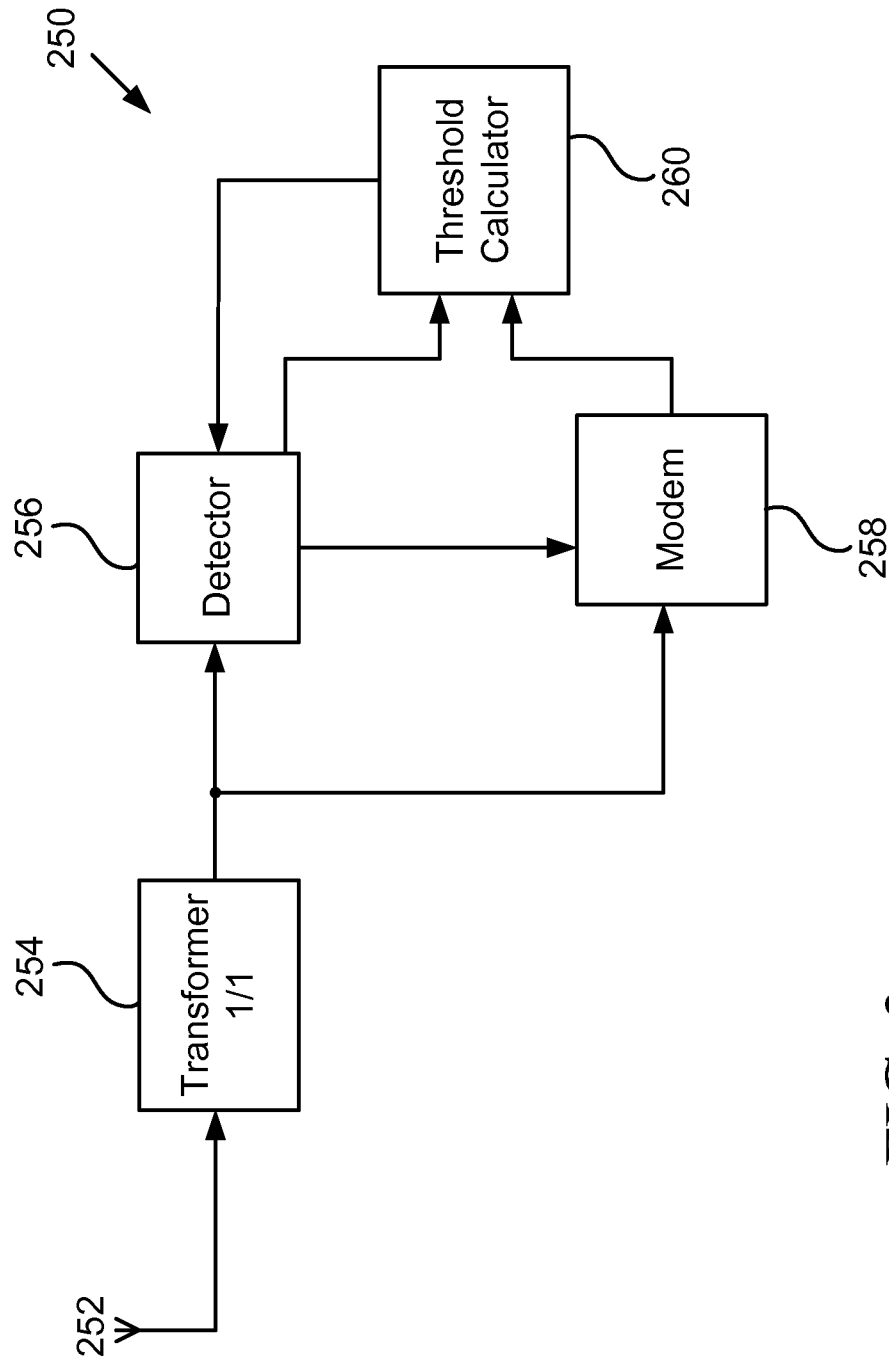 250
252
254
Transformer
1/1
256
Detector
258
Modem
260
Threshold
Calculator